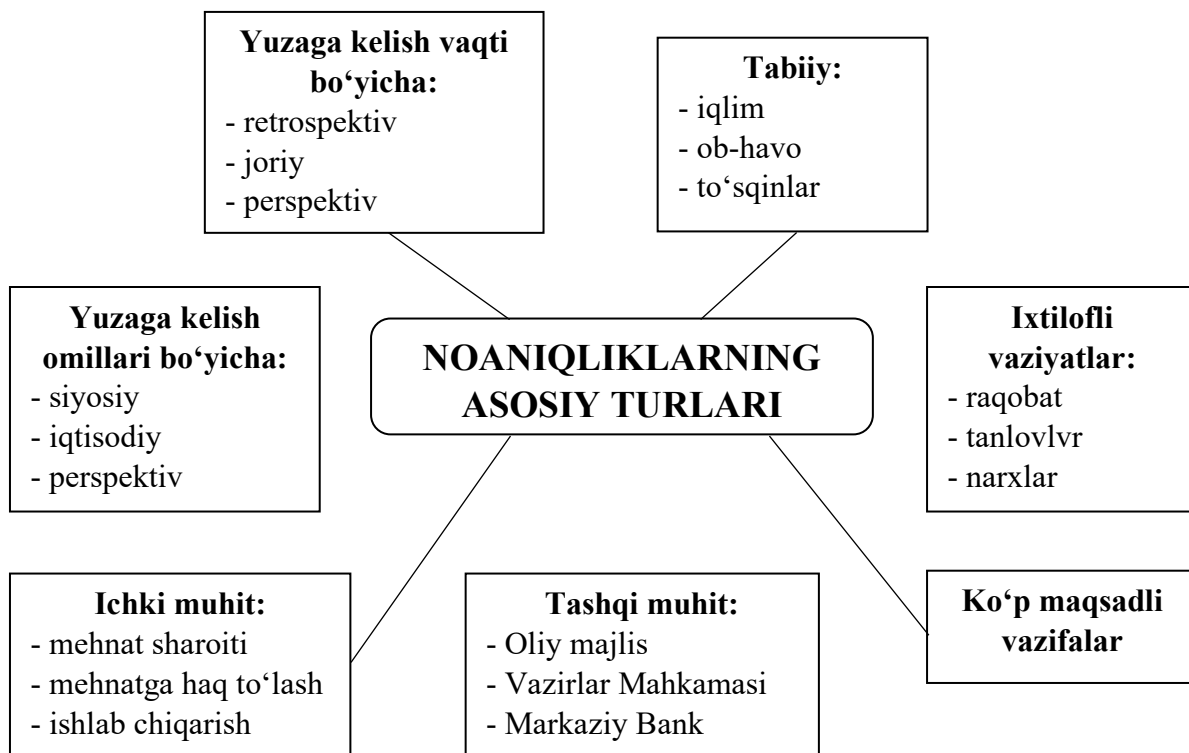 Yuzaga kelish vaqti
bo‘yicha:
- retrospektiv
- joriy
- perspektiv
Tabiiy:
- iqlim
- ob-havo
- to‘sqinlar
Yuzaga kelish
omillari bo‘yicha:
- siyosiy
- iqtisodiy
- perspektiv
NOANIQLIKLARNING
ASOSIY TURLARI
Ixtilofli
vaziyatlar:
- raqobat
- tanlovlvr
- narxlar
Ichki muhit:
- mehnat sharoiti
- mehnatga haq to‘lash
- ishlab chiqarish
Tashqi muhit:
- Oliy majlis
- Vazirlar Mahkamasi
- Markaziy Bank
Ko‘p maqsadli
vazifalar